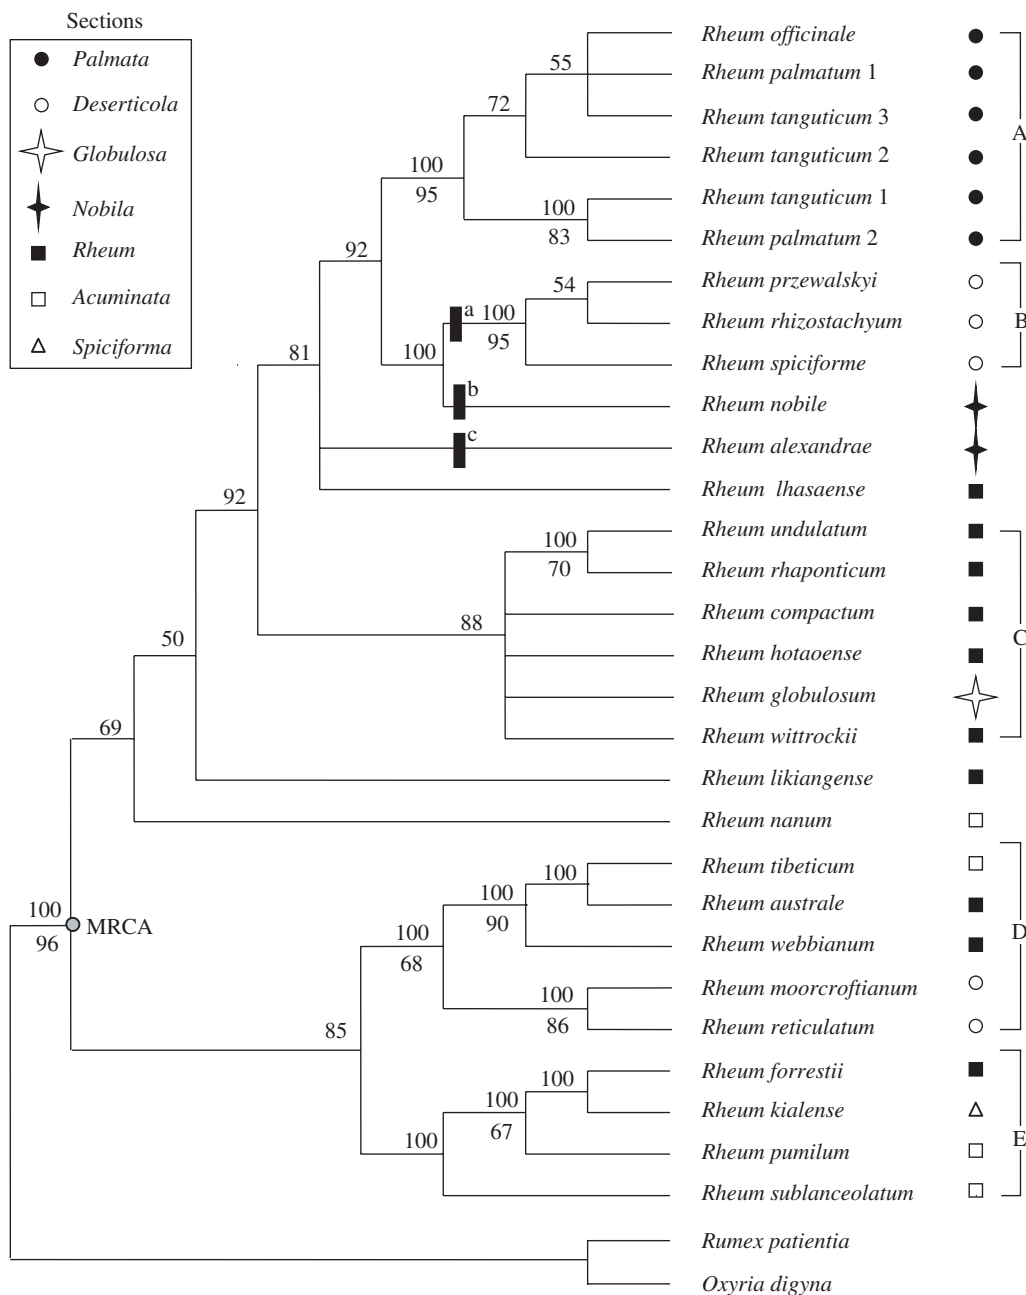 Sections
Palmata
Deserticola
Globulosa
Nobila
Rheum
Acuminata
Spiciforma
Rheum officinale
55
Rheum palmatum 1
72
Rheum tanguticum 3
A
Rheum tanguticum 2
100
95
Rheum tanguticum 1
100
83
Rheum palmatum 2
92
Rheum przewalskyi
54
a
100
95
Rheum rhizostachyum
B
81
100
Rheum spiciforme
b
Rheum nobile
c
Rheum alexandrae
92
Rheum lhasaense
Rheum undulatum
100
70
Rheum rhaponticum
88
Rheum compactum
50
Rheum hotaoense
C
Rheum globulosum
69
Rheum wittrockii
Rheum likiangense
Rheum nanum
Rheum tibeticum
100
100
90
Rheum australe
100
96
MRCA
100
68
Rheum webbianum
D
Rheum moorcroftianum
100
86
85
Rheum reticulatum
Rheum forrestii
100
100
67
Rheum kialense
100
E
Rheum pumilum
Rheum sublanceolatum
Rumex patientia
Oxyria digyna